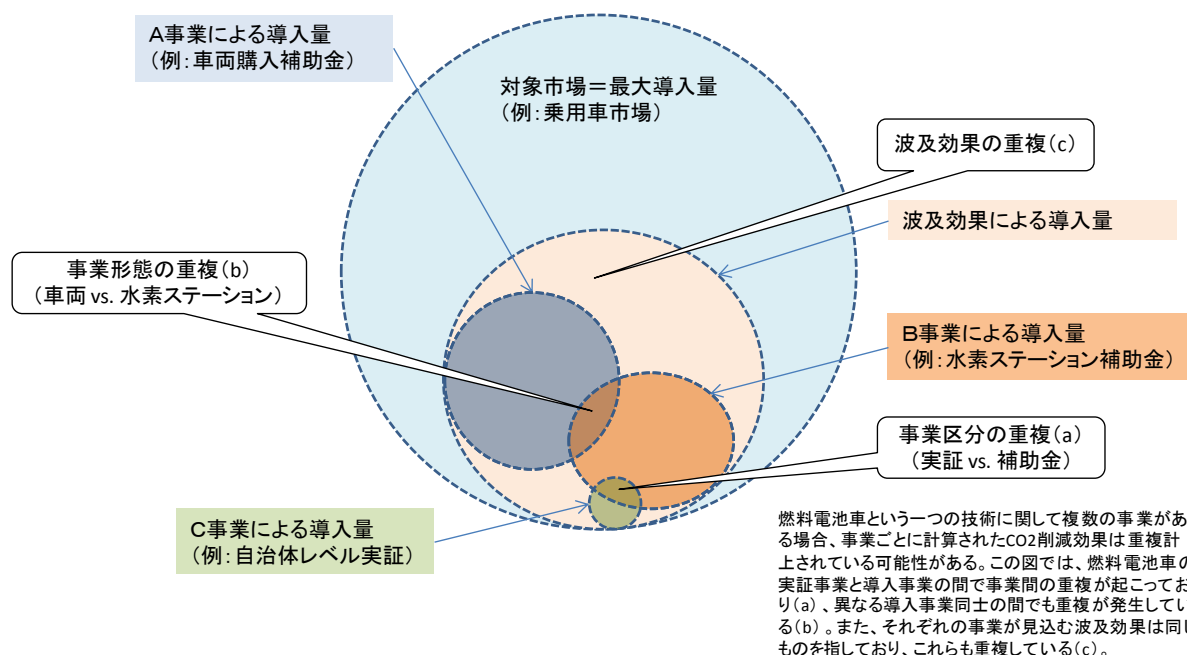 A事業による導入量
(例:車両購入補助金)
対象市場=最大導入量
(例:乗用車市場)
波及効果の重複(c)
波及効果による導入量
事業形態の重複(b)
(車両 vs. 水素ステーション)
B事業による導入量
(例:水素ステーション補助金)
事業区分の重複(a)
(実証 vs. 補助金)
C事業による導入量
(例:自治体レベル実証)
燃料電池車という一つの技術に関して複数の事業があ
る場合、事業ごとに計算されたCO2削減効果は重複計
上されている可能性がある。この図では、燃料電池車の
実証事業と導入事業の間で事業間の重複が起こってお
り(a)、異なる導入事業同士の間でも重複が発生してい
る(b)。また、それぞれの事業が見込む波及効果は同じ
ものを指しており、これらも重複している(c)。